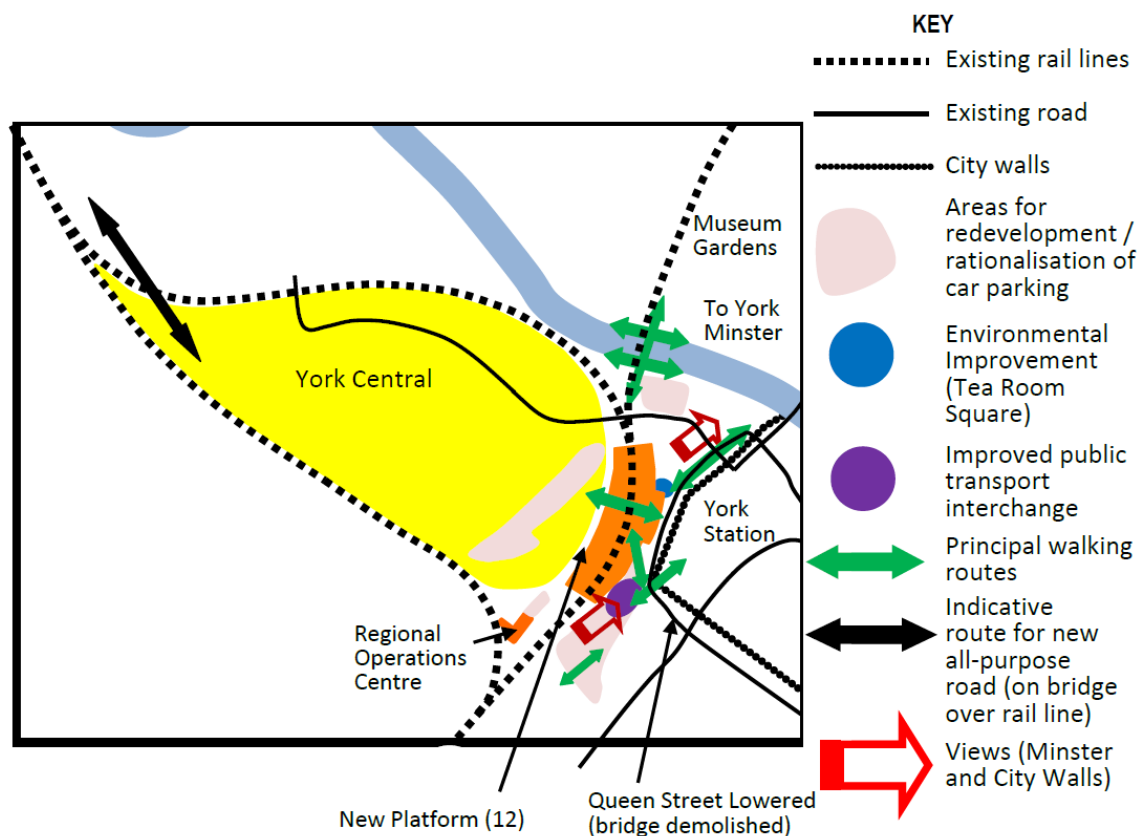 KEY
Existing rail lines
Existing road
City walls
Areas for
redevelopment /
rationalisation of
car parking
Environmental
Improvement
(Tea Room
Square)
Improved public
transport
interchange
Principal walking
routes
Indicative
route for new
all-purpose
road (on bridge
over rail line)
Views (Minster
and City Walls)
Museum
Gardens
To York
Minster
York Central
York
Station
Regional
Operations
Centre
New Platform (12)
Queen Street Lowered
(bridge demolished)